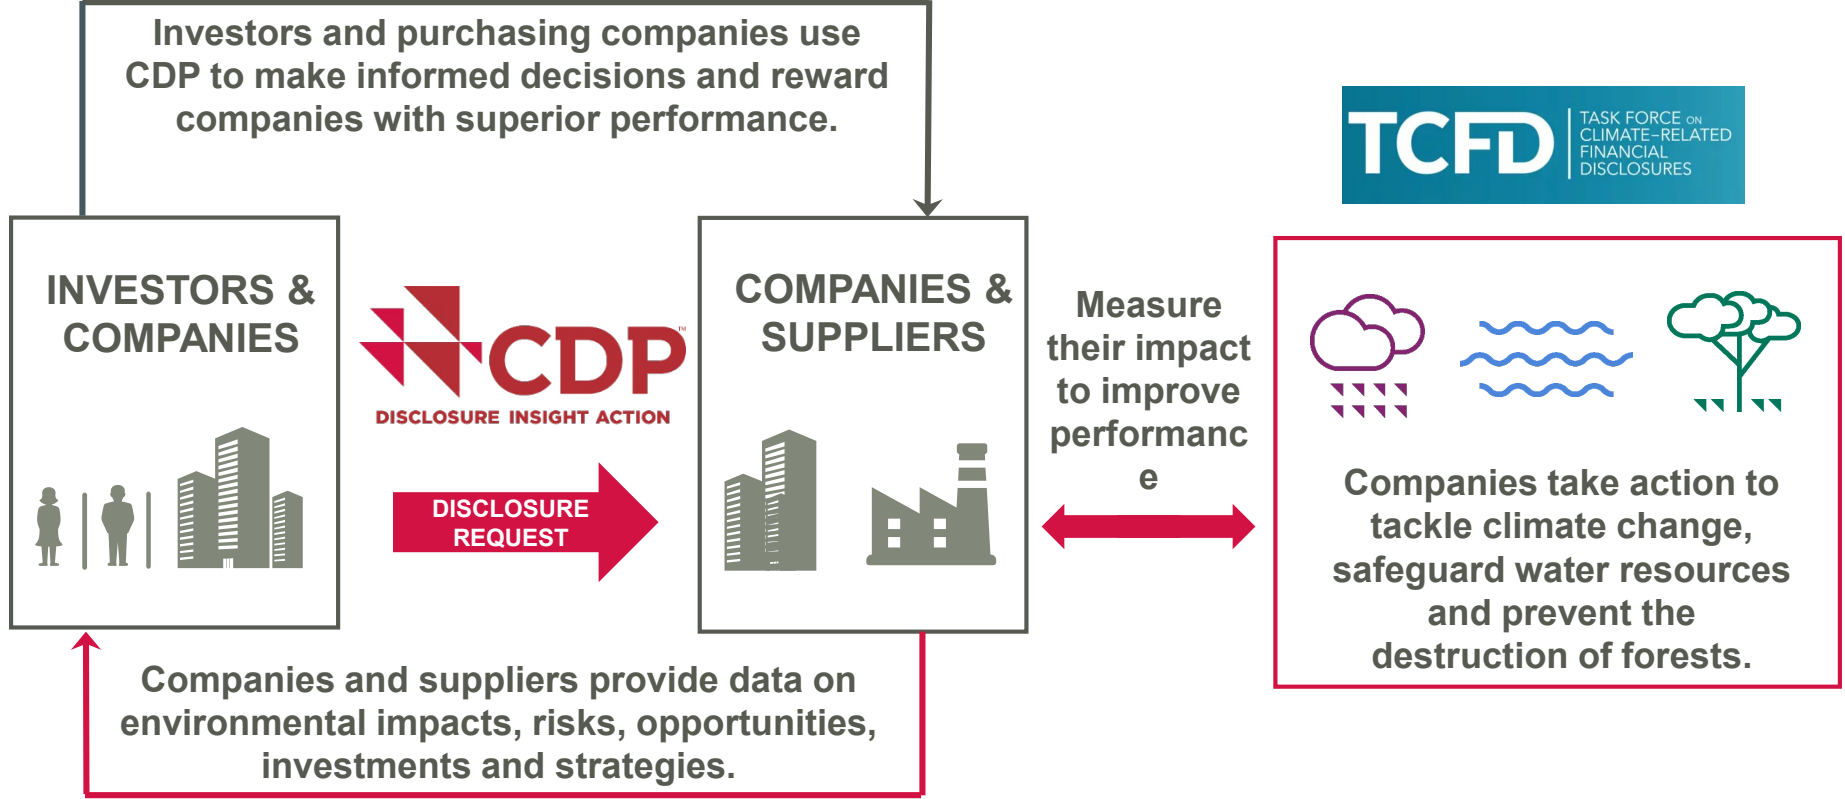 Investors and purchasing companies use
CDP to make informed decisions and reward
companies with superior performance.
TCFD
TASK FORCE ON
CLIMATE-RELATED
FINANCIAL
DISCLOSURES
INVESTORS &
COMPANIES
CDP™
DISCLOSURE INSIGHT ACTION
DISCLOSURE
REQUEST
COMPANIES &
SUPPLIERS
Measure
their impact
to improve
performanc
e
Companies take action to
tackle climate change,
safeguard water resources
and prevent the
destruction of forests.
Companies and suppliers provide data on
environmental impacts, risks, opportunities,
investments and strategies.